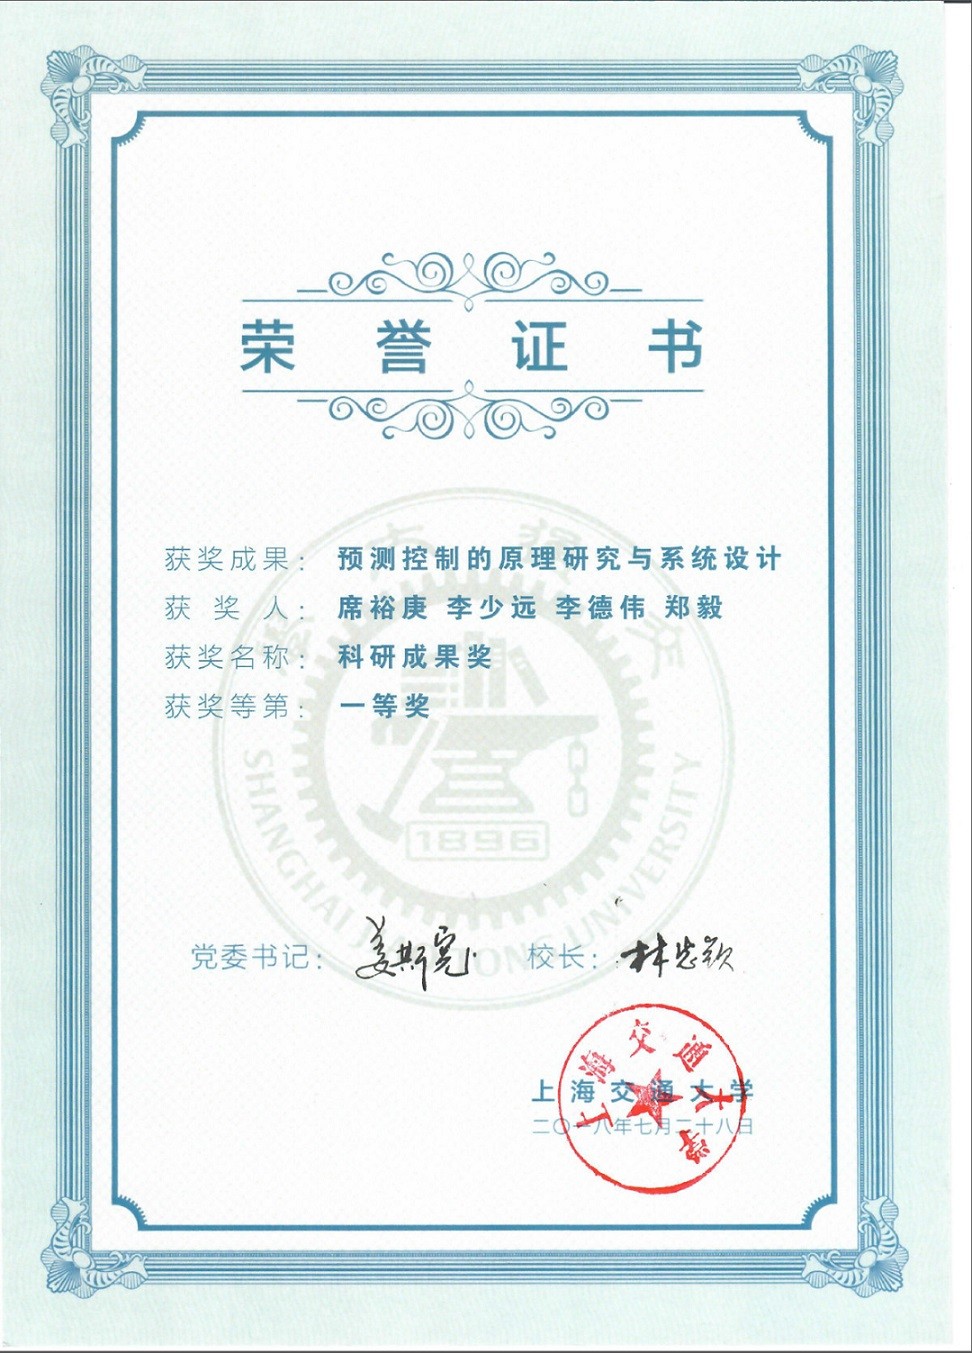 荣誉证书
获奖成果：预测控制的原理研究与系统设计
获奖人：席裕庚 李少远 李德伟 郑毅
获奖名称：科研成果奖
获奖等第：一等奖
1896
SHANGHAI JIAO TONG UNIVERSITY
党委书记：姜斯宪 校长：林忠钦
上海交通大学
二〇一八年七月二十八日
上海交通大学